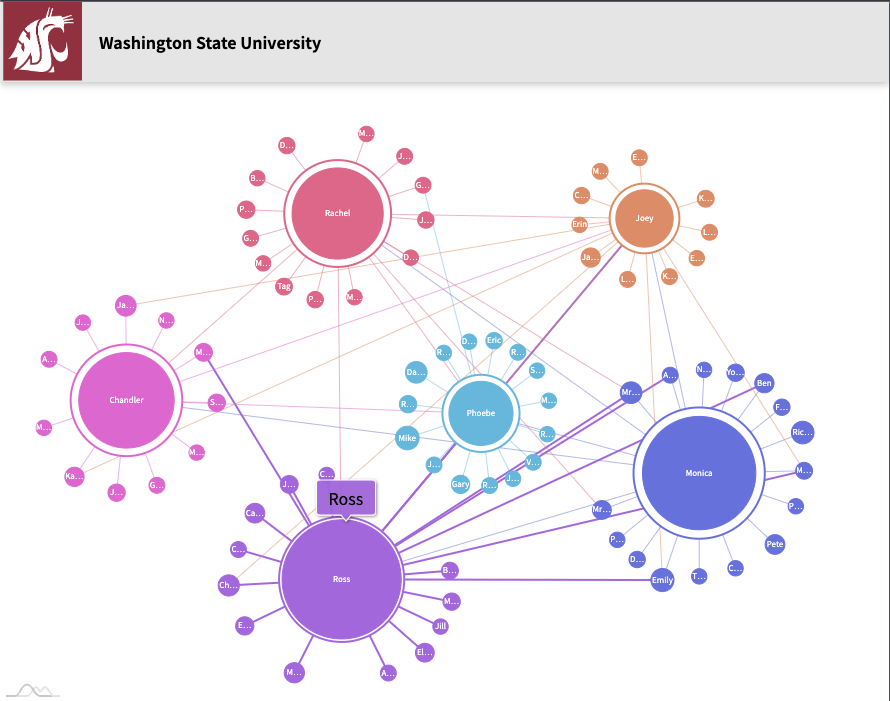 Washington State University
M...
D...
J...
B...
G...
P...
Rachel
J...
G...
D...
M...
Tag
P...
M...
E...
M...
C...
K...
Joey
Erin
L...
Ja...
E...
L...
K...
Ja...
J...
N...
M...
A...
Chandler
S...
M...
M...
Ka...
J...
G...
D...
Eric
R...
R...
Da...
S...
R...
M...
Phoebe
Mike
R...
J...
V...
Gary
R...
J...
A...
N...
Yo...
Ben
Mr...
F...
Ric...
Monica
M...
Mr...
P...
P...
Pete
D...
C...
Emily
T...
C...
J...
Ross
Ca...
C...
Ch...
Ross
B...
M...
E...
Jill
El...
M...
A...